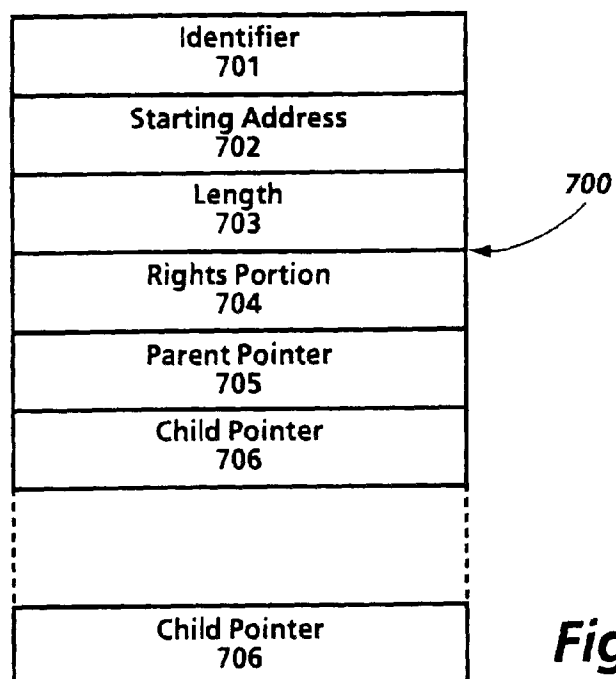 Identifier
701
Starting Address
702
Length
703
700
Rights Portion
704
Parent Pointer
705
Child Pointer
706
Child Pointer
706
Fig